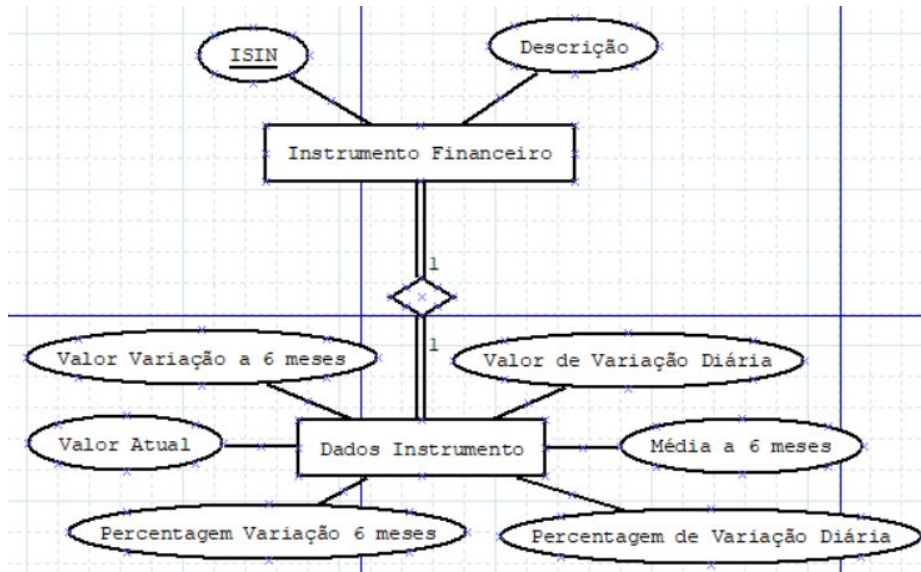 ISIN
Descrição
Instrumento Financeiro
1
1
Valor Variação a 6 meses
Valor de Variação Diária
Valor Atual
Dados Instrumento
Média a 6 meses
Percentagem Variação 6 meses
Percentagem de Variação Diária